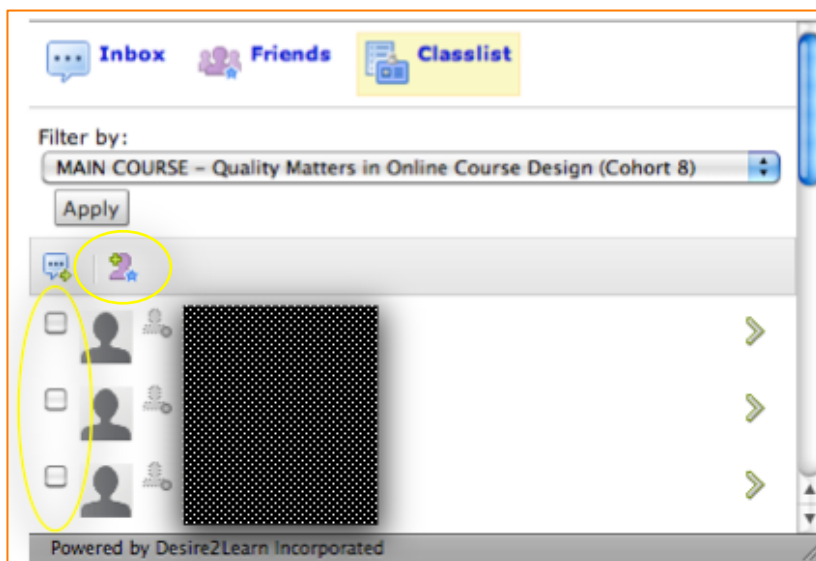 Inbox Friends Classlist
Filter by:
MAIN COURSE – Quality Matters in Online Course Design (Cohort 8)
Apply
Powered by Desire2Learn Incorporated